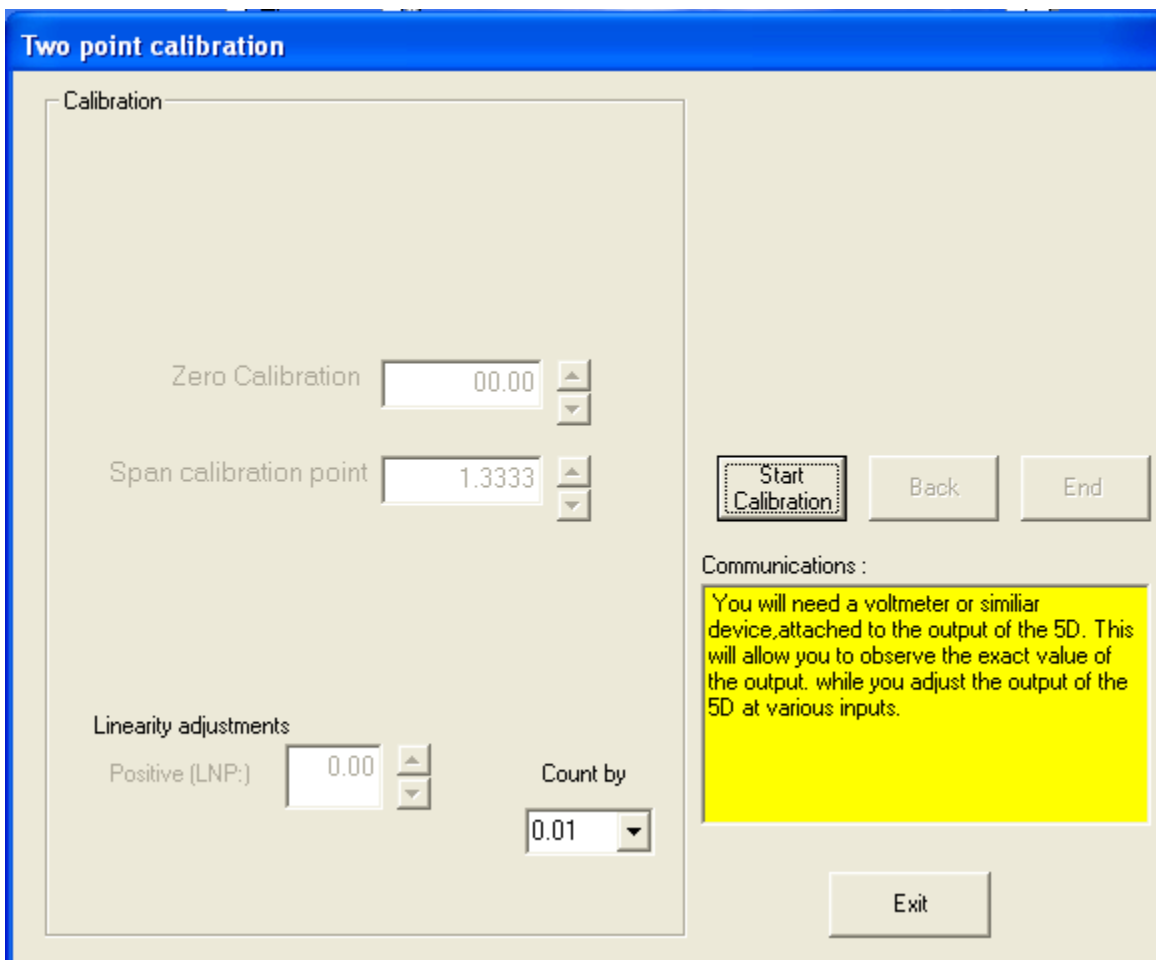 Two point calibration
Calibration
Zero Calibration 00.00
Span calibration point 1.3333
Start
Calibration
Back
End
Communications :
You will need a voltmeter or similiar
device,attached to the output of the 5D. This
will allow you to observe the exact value of
the output. while you adjust the output of the
5D at various inputs.
Linearity adjustments
Positive (LNP:) 0.00
Count by
0.01
Exit